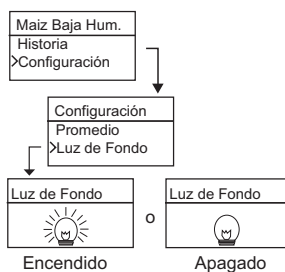 Maiz Baja Hum.
Historia
>Configuración
Configuración
Promedio
>Luz de Fondo
Luz de Fondo
o
Luz de Fondo
Encendido
Apagado